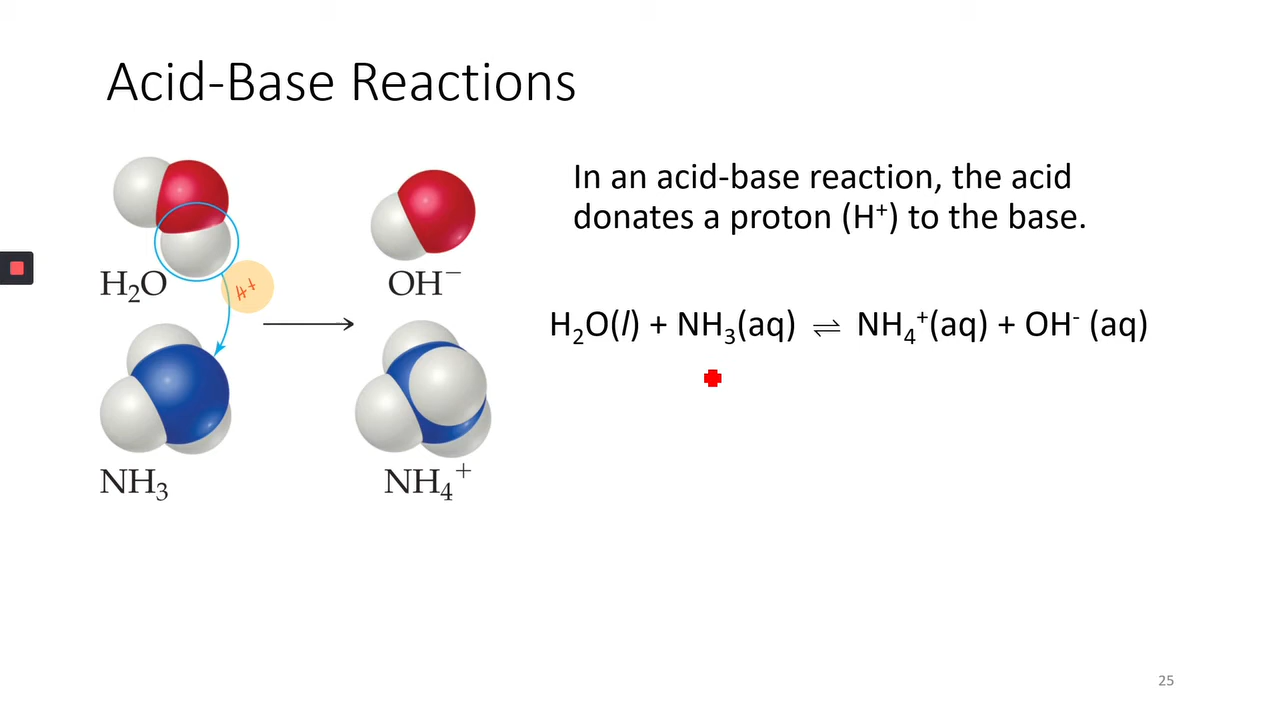 Acid-Base Reactions
H₂O
H+
OH⁻
NH₃
NH₄⁺
In an acid-base reaction, the acid
donates a proton (H⁺) to the base.
H₂O(l) + NH₃(aq) ⇌ NH₄⁺(aq) + OH⁻ (aq)
25